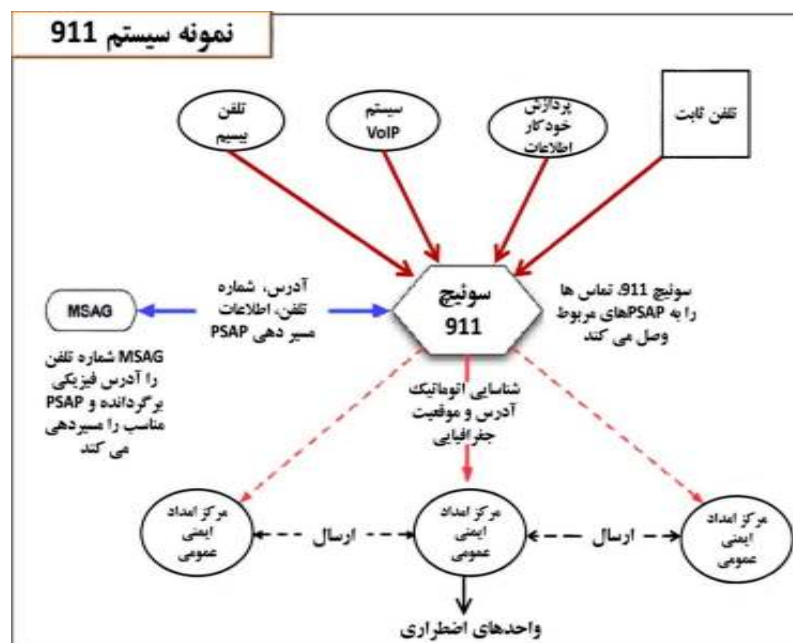 نمونه سیستم 911
تلفن ثابت
پردازش
خودکار
اطلاعات
سیستم
VoIP
تلفن
بیسیم
سوئیچ
911
سوئیچ 911، تماس ها
را به PSAPهای مربوط
وصل می کند
آدرس، شماره
تلفن، اطلاعات
مسیر دهی PSAP
MSAG
MSAG شماره تلفن
را آدرس فیزیکی
برگردانده و PSAP
مناسب را مسیردهی
می کند
شناسایی اتوماتیک
آدرس و موقعیت
جغرافیایی
مرکز امداد
ایمنی
عمومی
ارسال
مرکز امداد
ایمنی
عمومی
ارسال
مرکز امداد
ایمنی
عمومی
واحدهای اضطراری